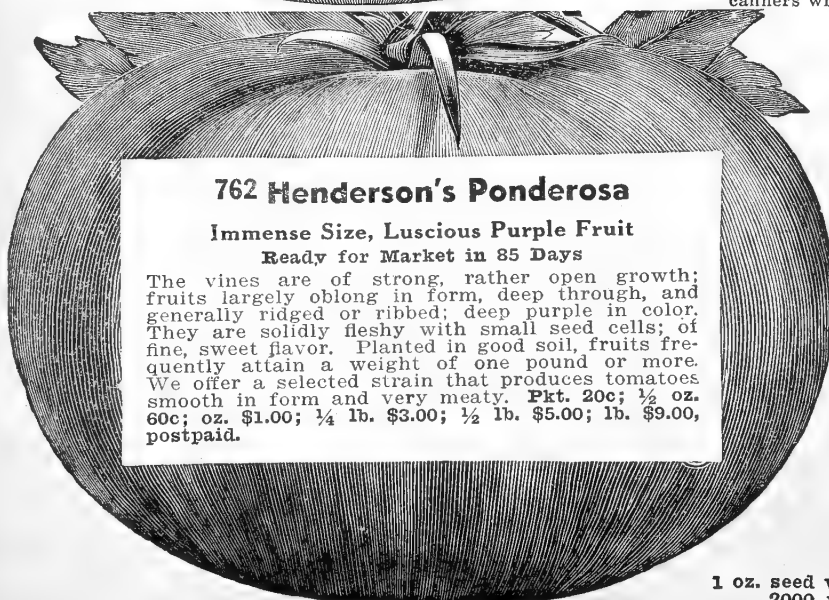 canners
762 Henderson's Ponderosa
Immense Size, Luscious Purple Fruit
Ready for Market in 85 Days
The vines are of strong, rather open growth;
fruits largely oblong in form, deep through, and
generally ridged or ribbed; deep purple in color.
They are solidly fleshy with small seed cells; of
fine, sweet flavor. Planted in good soil, fruits fre-
quently attain a weight of one pound or more.
We offer a selected strain that produces tomatoes
smooth in form and very meaty. Pkt. 20c; ½ oz.
60c; oz. $1.00; ¼ lb. $3.00; ½ lb. $5.00; lb. $9.00,
postpaid.
1 oz. seed
2000